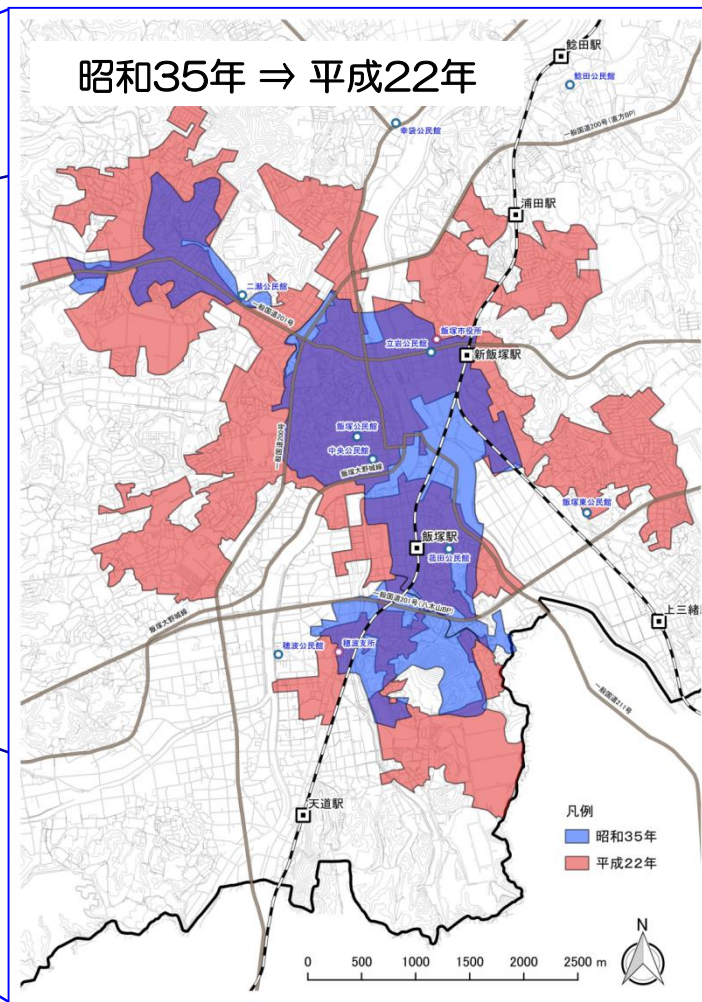 昭和35年 ⇒ 平成22年
鯰田駅
鯰田公民館
幸袋公民館
一般国道200号(直方BP)
浦田駅
二瀬公民館
一般国道201号
飯塚市役所
立岩公民館
新飯塚駅
飯塚公民館
中央公民館
飯塚大野城線
一般国道200号
飯塚東公民館
飯塚駅
菰田公民館
一般国道201号(八木山BP)
上三緒
飯塚大野城線
穂波公民館
穂波支所
一般国道211号
天道駅
凡例
昭和35年
平成22年
N
0 500 1000 1500 2000 2500 m